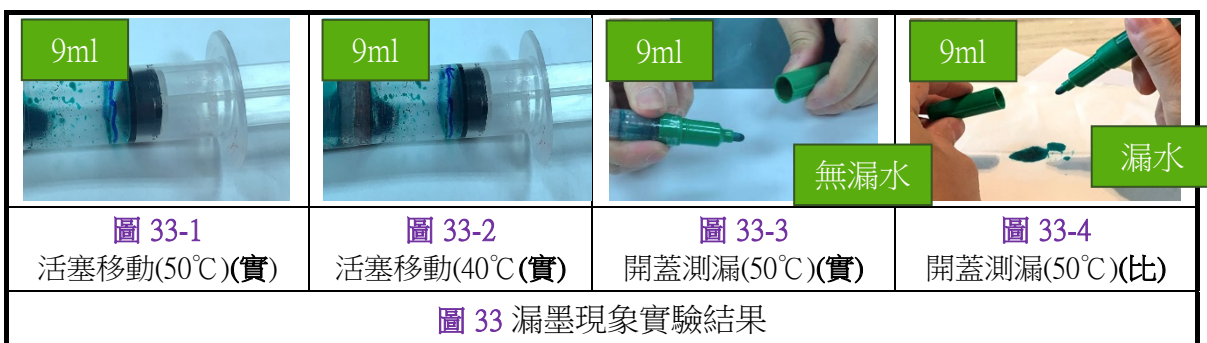 9ml
9ml
9ml
9ml
無漏水
漏水
圖 33-1
活塞移動(50℃)(實)
圖 33-2
活塞移動(40℃(實)
圖 33-3
開蓋測漏(50℃)(實)
圖 33-4
開蓋測漏(50℃)(比)
圖 33 漏墨現象實驗結果